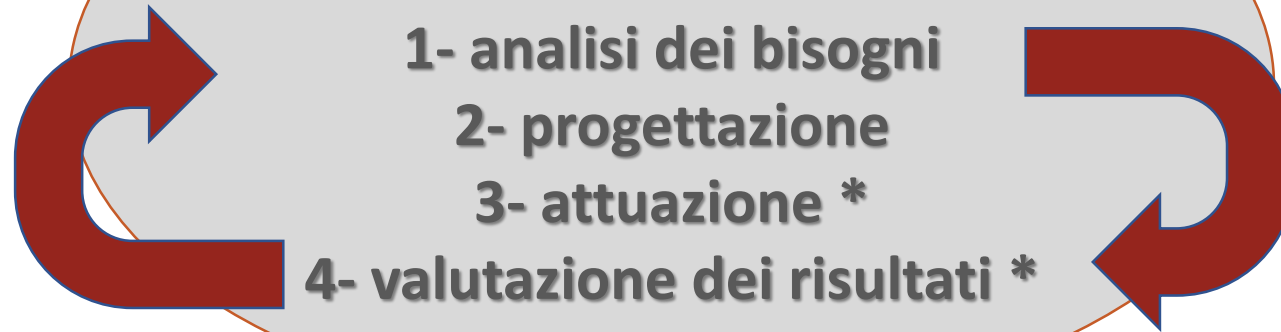 1- analisi dei bisogni
2- progettazione
3- attuazione *
4- valutazione dei risultati *